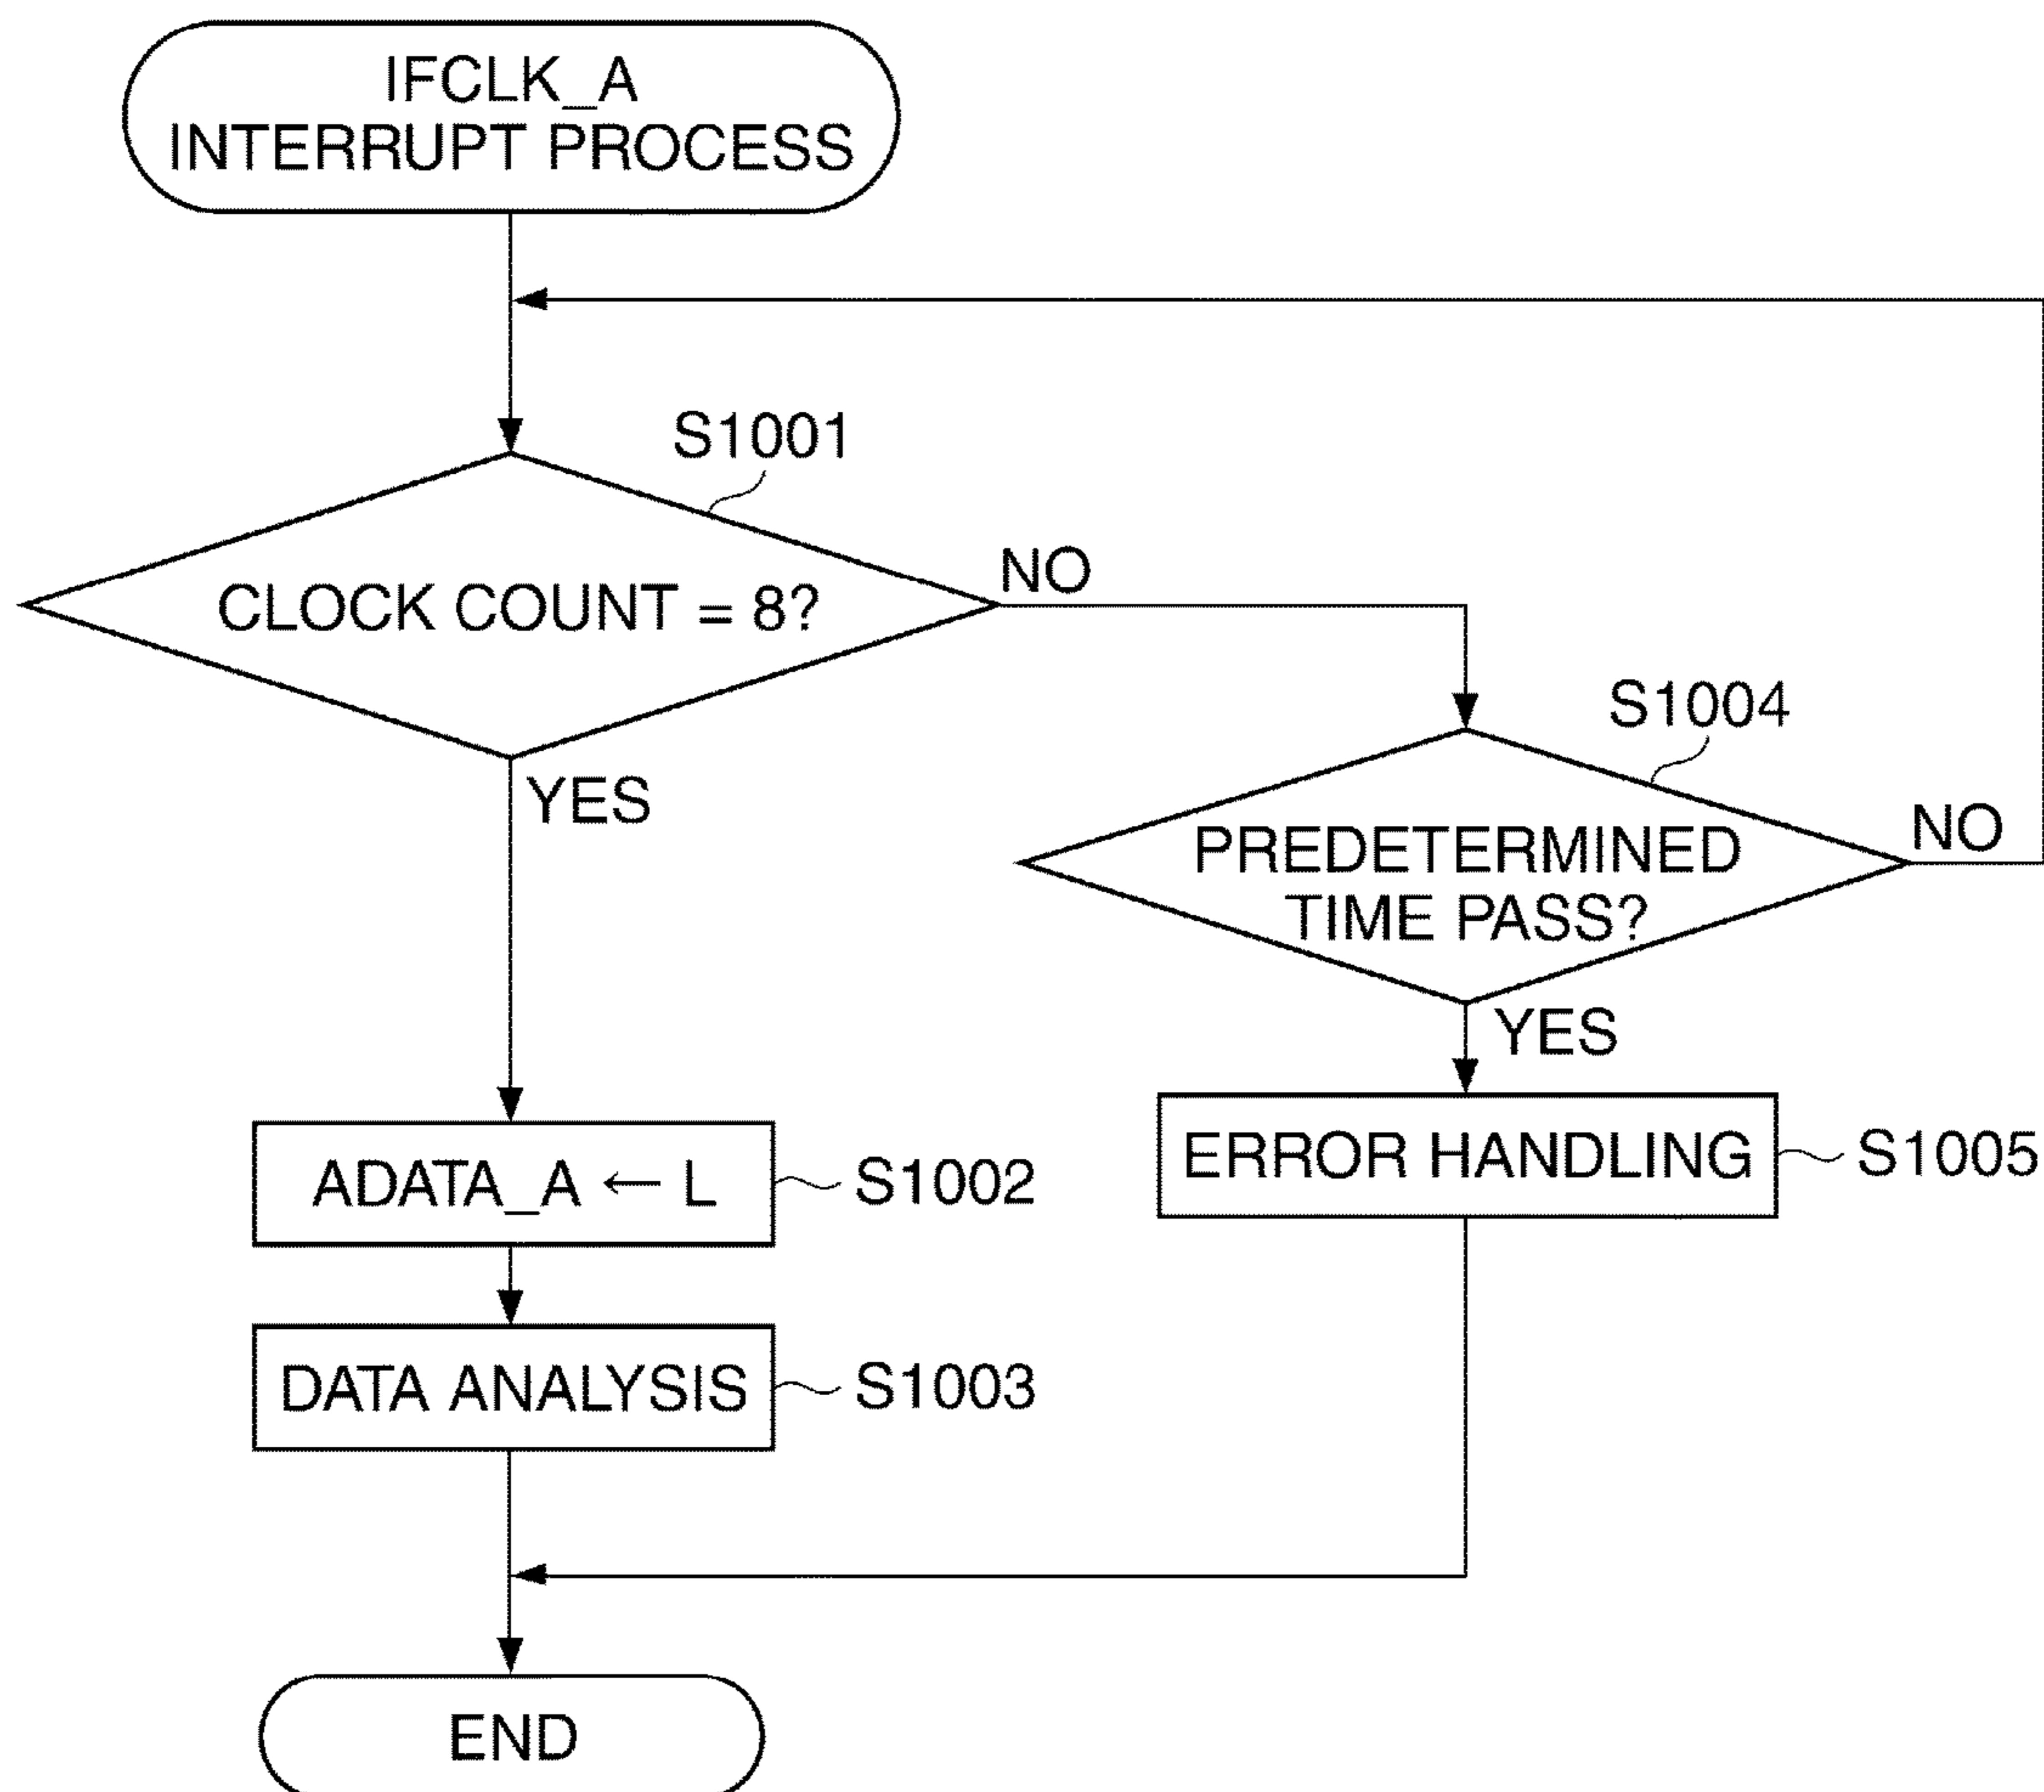 IFCLK_A
INTERRUPT PROCESS
S1001
CLOCK COUNT = 8?
NO
YES
S1004
PREDETERMINED
TIME PASS?
NO
YES
ERROR HANDLING
S1005
ADATA_A ← L
S1002
DATA ANALYSIS
S1003
END